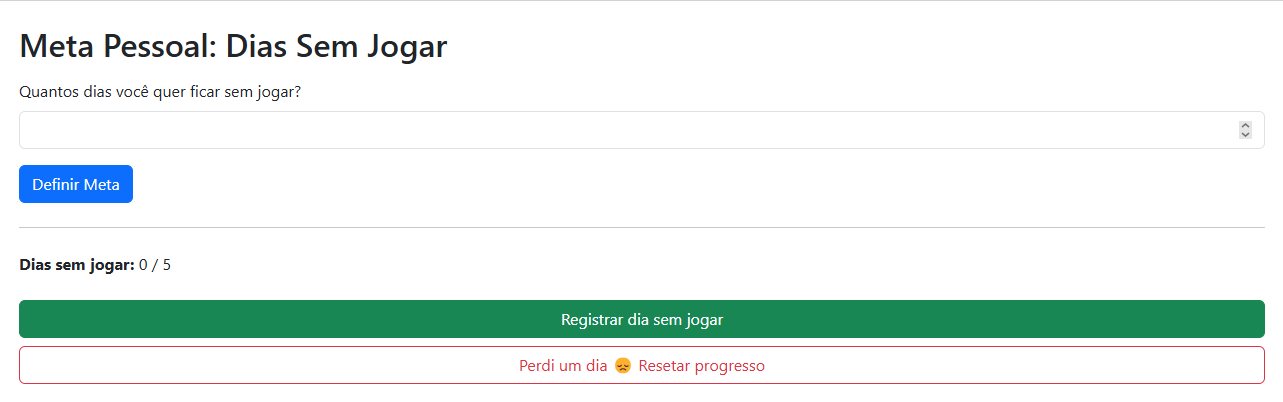 Meta Pessoal: Dias Sem Jogar
Quantos dias você quer ficar sem jogar?
Definir Meta
Dias sem jogar: 0 / 5
Registrar dia sem jogar
Perdi um dia 😞 Resetar progresso